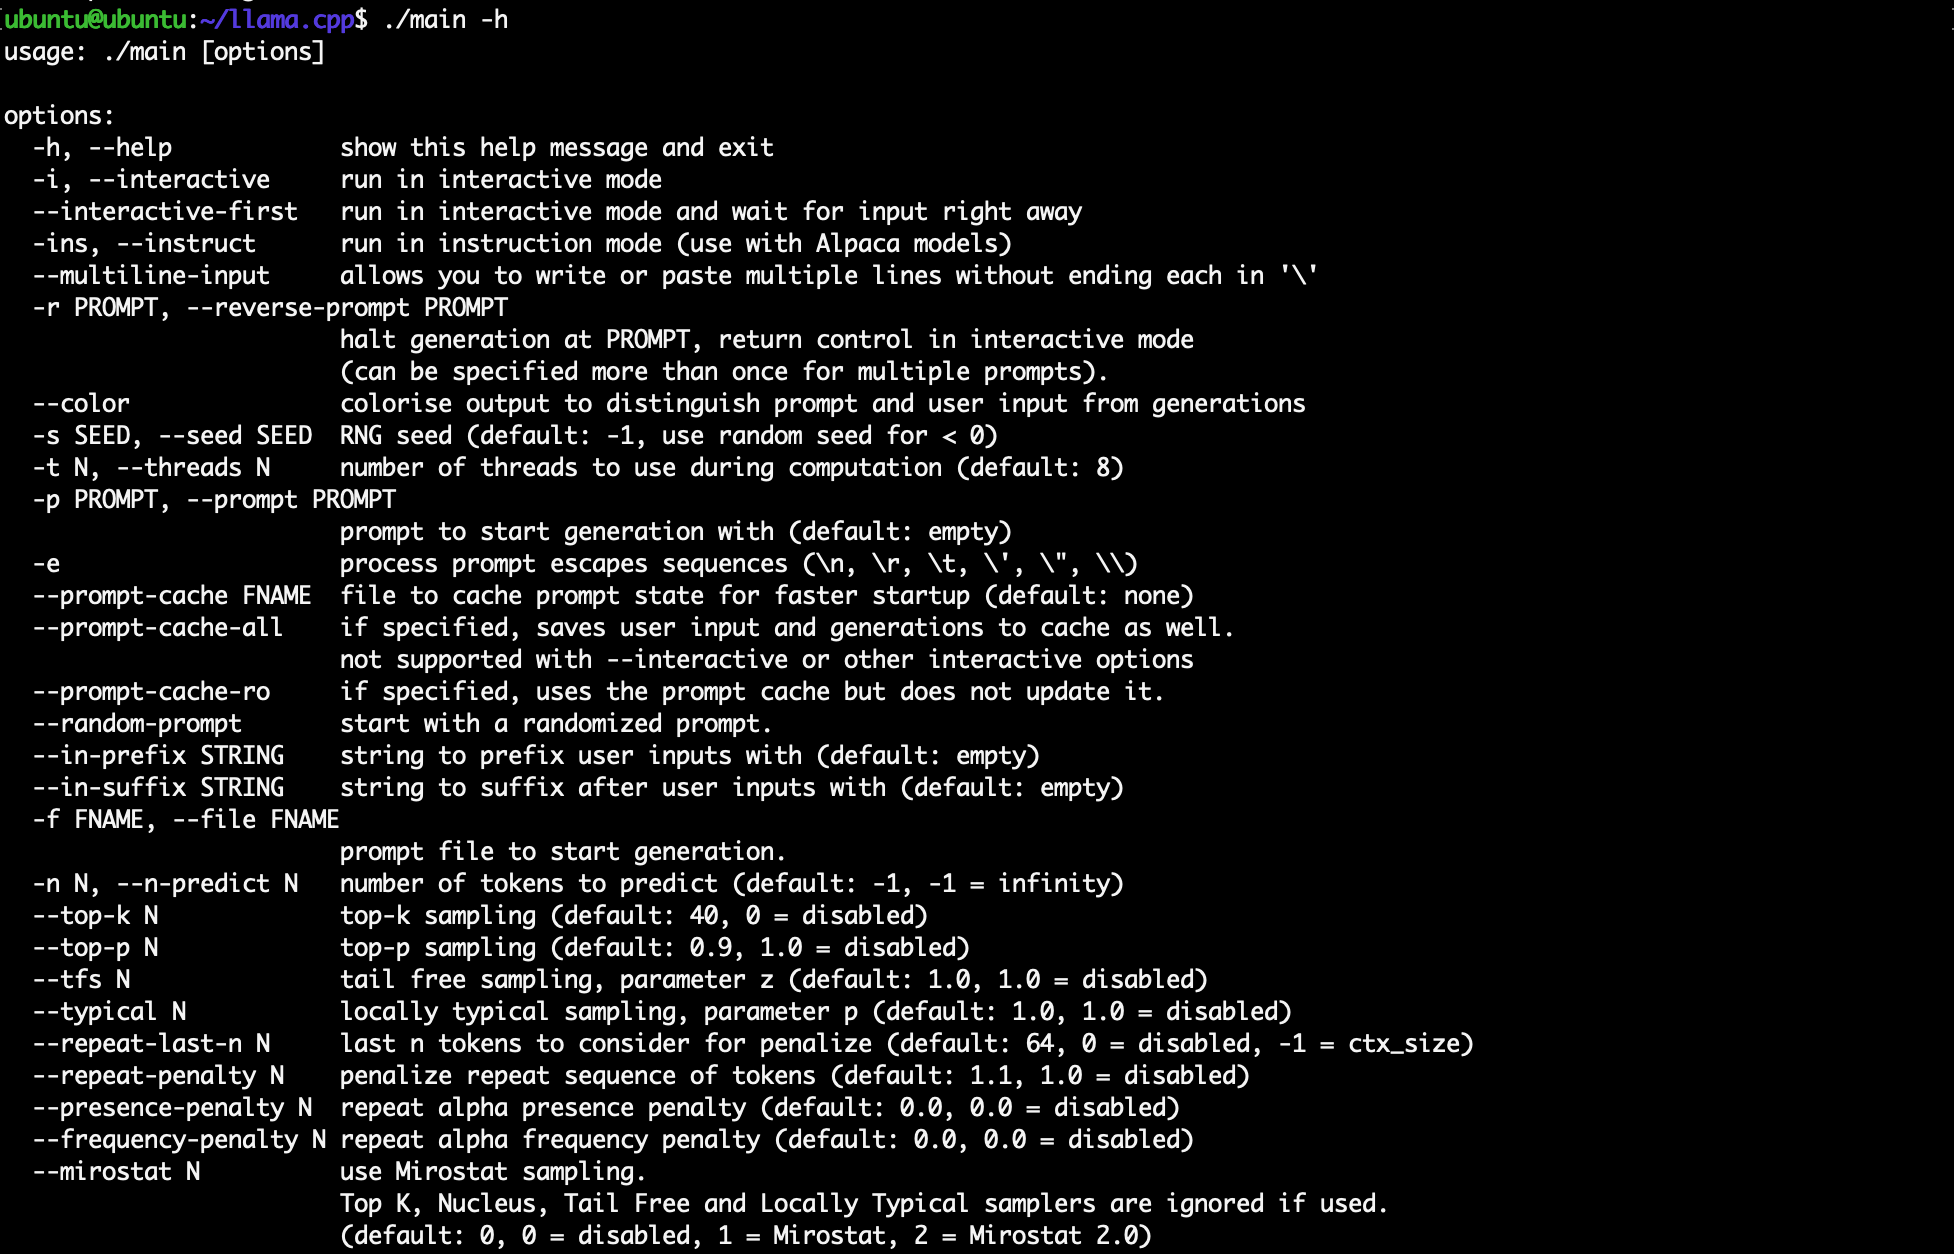 ubuntu@ubuntu:~/llama.cpp$ ./main -h
usage: ./main [options]

options:
  -h, --help            show this help message and exit
  -i, --interactive     run in interactive mode
  --interactive-first   run in interactive mode and wait for input right away
  -ins, --instruct      run in instruction mode (use with Alpaca models)
  --multiline-input     allows you to write or paste multiple lines without ending each in '\'
  -r PROMPT, --reverse-prompt PROMPT
                        halt generation at PROMPT, return control in interactive mode
                        (can be specified more than once for multiple prompts).
  --color               colorise output to distinguish prompt and user input from generations
  -s SEED, --seed SEED  RNG seed (default: -1, use random seed for < 0)
  -t N, --threads N     number of threads to use during computation (default: 8)
  -p PROMPT, --prompt PROMPT
                        prompt to start generation with (default: empty)
  -e                    process prompt escapes sequences (\n, \r, \t, \', \", \\)
  --prompt-cache FNAME  file to cache prompt state for faster startup (default: none)
  --prompt-cache-all    if specified, saves user input and generations to cache as well.
                        not supported with --interactive or other interactive options
  --prompt-cache-ro     if specified, uses the prompt cache but does not update it.
  --random-prompt       start with a randomized prompt.
  --in-prefix STRING    string to prefix user inputs with (default: empty)
  --in-suffix STRING    string to suffix after user inputs with (default: empty)
  -f FNAME, --file FNAME
                        prompt file to start generation.
  -n N, --n-predict N   number of tokens to predict (default: -1, -1 = infinity)
  --top-k N             top-k sampling (default: 40, 0 = disabled)
  --top-p N             top-p sampling (default: 0.9, 1.0 = disabled)
  --tfs N               tail free sampling, parameter z (default: 1.0, 1.0 = disabled)
  --typical N           locally typical sampling, parameter p (default: 1.0, 1.0 = disabled)
  --repeat-last-n N     last n tokens to consider for penalize (default: 64, 0 = disabled, -1 = ctx_size)
  --repeat-penalty N    penalize repeat sequence of tokens (default: 1.1, 1.0 = disabled)
  --presence-penalty N  repeat alpha presence penalty (default: 0.0, 0.0 = disabled)
  --frequency-penalty N repeat alpha frequency penalty (default: 0.0, 0.0 = disabled)
  --mirostat N          use Mirostat sampling.
                        Top K, Nucleus, Tail Free and Locally Typical samplers are ignored if used.
                        (default: 0, 0 = disabled, 1 = Mirostat, 2 = Mirostat 2.0)